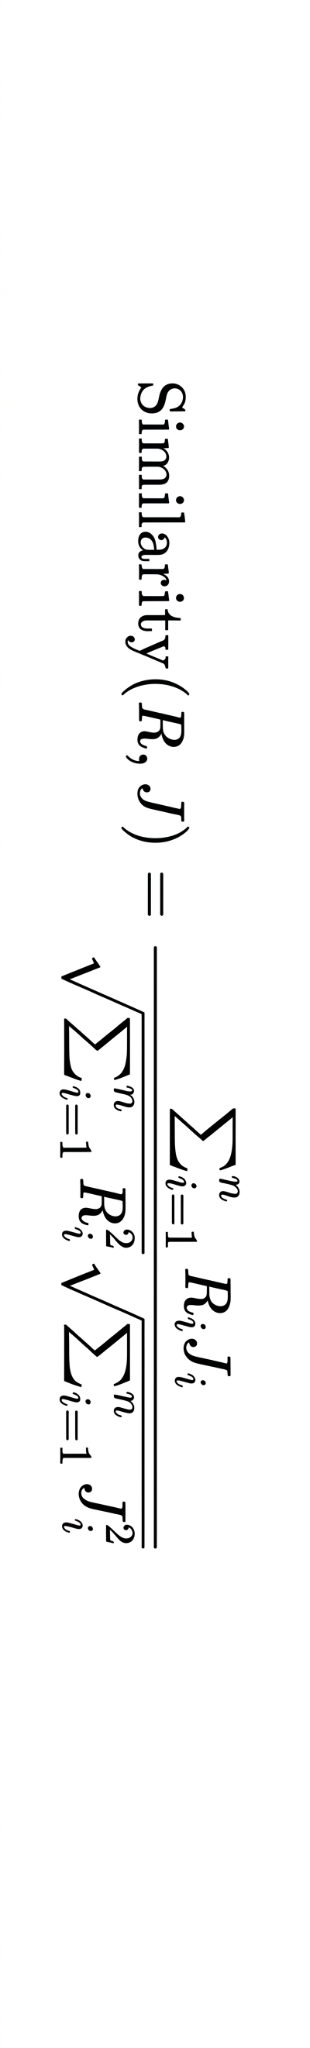 Similarity(R, J) = \frac{\sum_{i=1}^{n} R_i J_i}{\sqrt{\sum_{i=1}^{n} R_i^2} \sqrt{\sum_{i=1}^{n} J_i^2}}